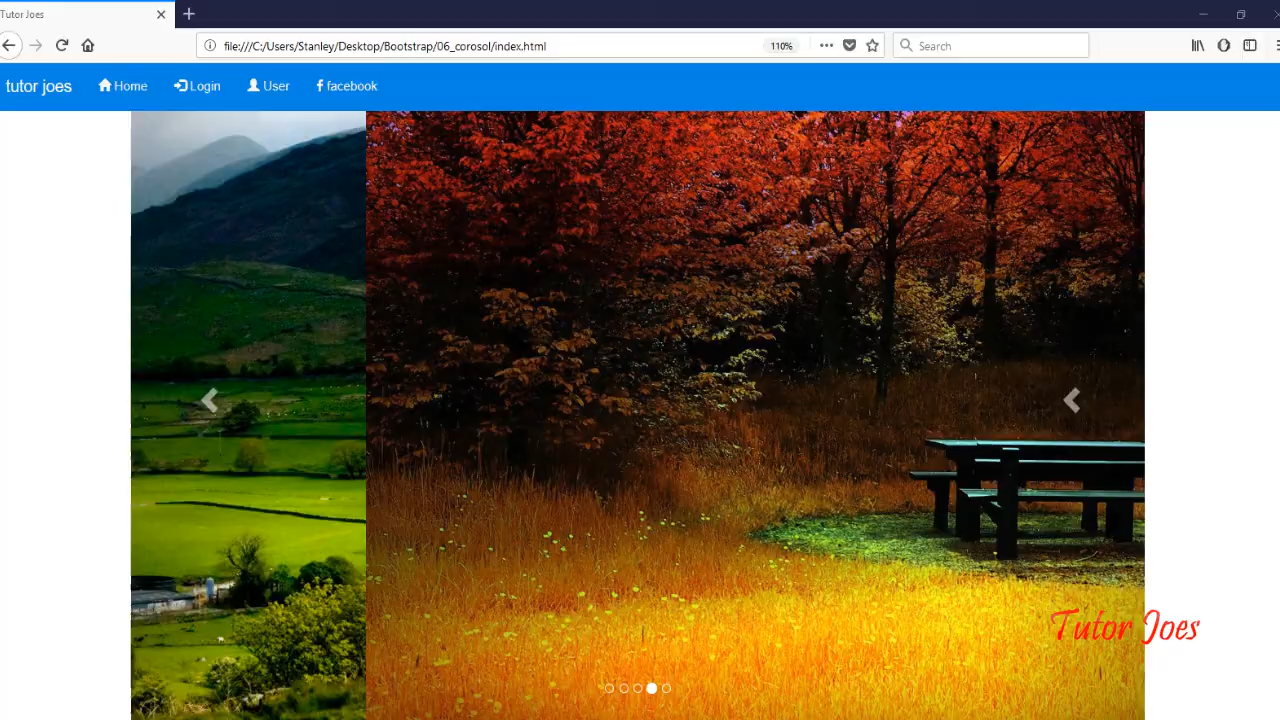 Tutor Joes
file:///C:/Users/Stanley/Desktop/Bootstrap/06_corosol/index.html
110%
Search
tutor joes
Home
Login
User
facebook
Tutor Joes